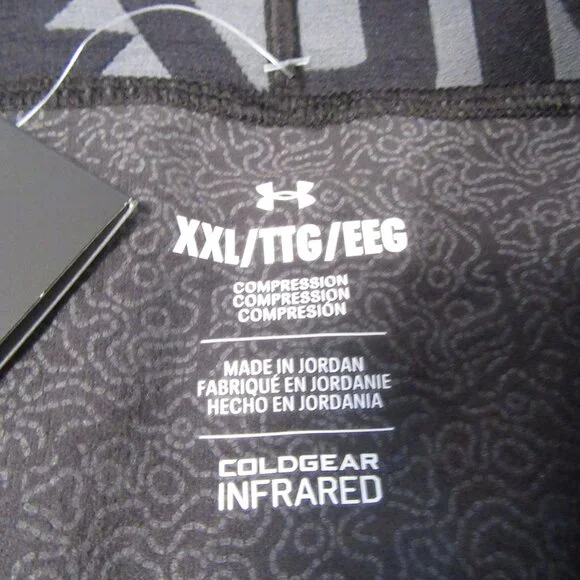 XXL/TTG/EEG
COMPRESSION
COMPRESSION
COMPRESIÓN
MADE IN JORDAN
FABRIQUÉ EN JORDANIE
HECHO EN JORDANIA
COLDGEAR
INFRARED